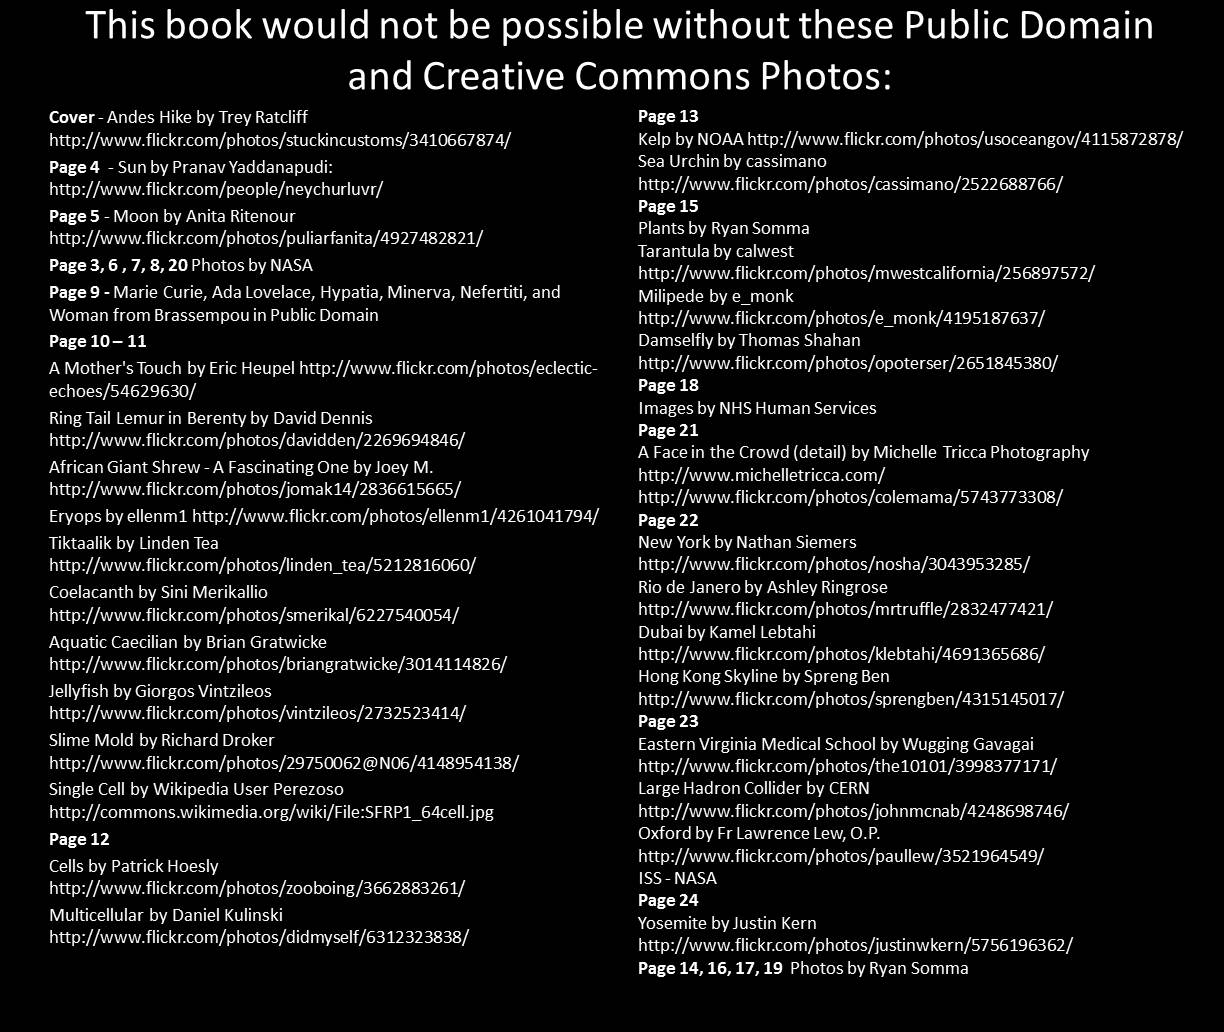 This book would not be possible without these Public Domain
and Creative Commons Photos:
Cover - Andes Hike by Trey Ratcliff
http://www.flickr.com/photos/stuckincustoms/3410667874/
Page 4 - Sun by Pranav Yaddanapudi:
http://www.flickr.com/people/neychurluvr/
Page 5 - Moon by Anita Ritenour
http://www.flickr.com/photos/puliarfanita/4927482821/
Page 3, 6 , 7, 8, 20 Photos by NASA
Page 9 - Marie Curie, Ada Lovelace, Hypatia, Minerva, Nefertiti, and
Woman from Brassempou in Public Domain
Page 10 – 11
A Mother's Touch by Eric Heupel http://www.flickr.com/photos/eclectic-
echoes/54629630/
Ring Tail Lemur in Berenty by David Dennis
http://www.flickr.com/photos/davidden/2269694846/
African Giant Shrew - A Fascinating One by Joey M.
http://www.flickr.com/photos/jomak14/2836615665/
Eryops by ellenm1 http://www.flickr.com/photos/ellenm1/4261041794/
Tiktaalik by Linden Tea
http://www.flickr.com/photos/linden_tea/5212816060/
Coelacanth by Sini Merikallio
http://www.flickr.com/photos/smerikal/6227540054/
Aquatic Caecilian by Brian Gratwicke
http://www.flickr.com/photos/briangratwicke/3014114826/
Jellyfish by Giorgos Vintzileos
http://www.flickr.com/photos/vintzileos/2732523414/
Slime Mold by Richard Droker
http://www.flickr.com/photos/29750062@N06/4148954138/
Single Cell by Wikipedia User Perezoso
http://commons.wikimedia.org/wiki/File:SFRP1_64cell.jpg
Page 12
Cells by Patrick Hoesly
http://www.flickr.com/photos/zooboing/3662883261/
Multicellular by Daniel Kulinski
http://www.flickr.com/photos/didmyself/6312323838/
Page 13
Kelp by NOAA http://www.flickr.com/photos/usoceangov/4115872878/
Sea Urchin by cassimano
http://www.flickr.com/photos/cassimano/2522688766/
Page 15
Plants by Ryan Somma
Tarantula by calwest
http://www.flickr.com/photos/mwestcalifornia/256897572/
Milipede by e_monk
http://www.flickr.com/photos/e_monk/4195187637/
Damselfly by Thomas Shahan
http://www.flickr.com/photos/opoterser/2651845380/
Page 18
Images by NHS Human Services
Page 21
A Face in the Crowd (detail) by Michelle Tricca Photography
http://www.michelletricca.com/
http://www.flickr.com/photos/colemama/5743773308/
Page 22
New York by Nathan Siemers
http://www.flickr.com/photos/nosha/3043953285/
Rio de Janero by Ashley Ringrose
http://www.flickr.com/photos/mrtruffle/2832477421/
Dubai by Kamel Lebtahi
http://www.flickr.com/photos/klebtahi/4691365686/
Hong Kong Skyline by Spreng Ben
http://www.flickr.com/photos/sprengben/4315145017/
Page 23
Eastern Virginia Medical School by Wugging Gavagai
http://www.flickr.com/photos/the10101/3998377171/
Large Hadron Collider by CERN
http://www.flickr.com/photos/johnmcnab/4248698746/
Oxford by Fr Lawrence Lew, O.P.
http://www.flickr.com/photos/paullew/3521964549/
ISS - NASA
Page 24
Yosemite by Justin Kern
http://www.flickr.com/photos/justinwkern/5756196362/
Page 14, 16, 17, 19 Photos by Ryan Somma